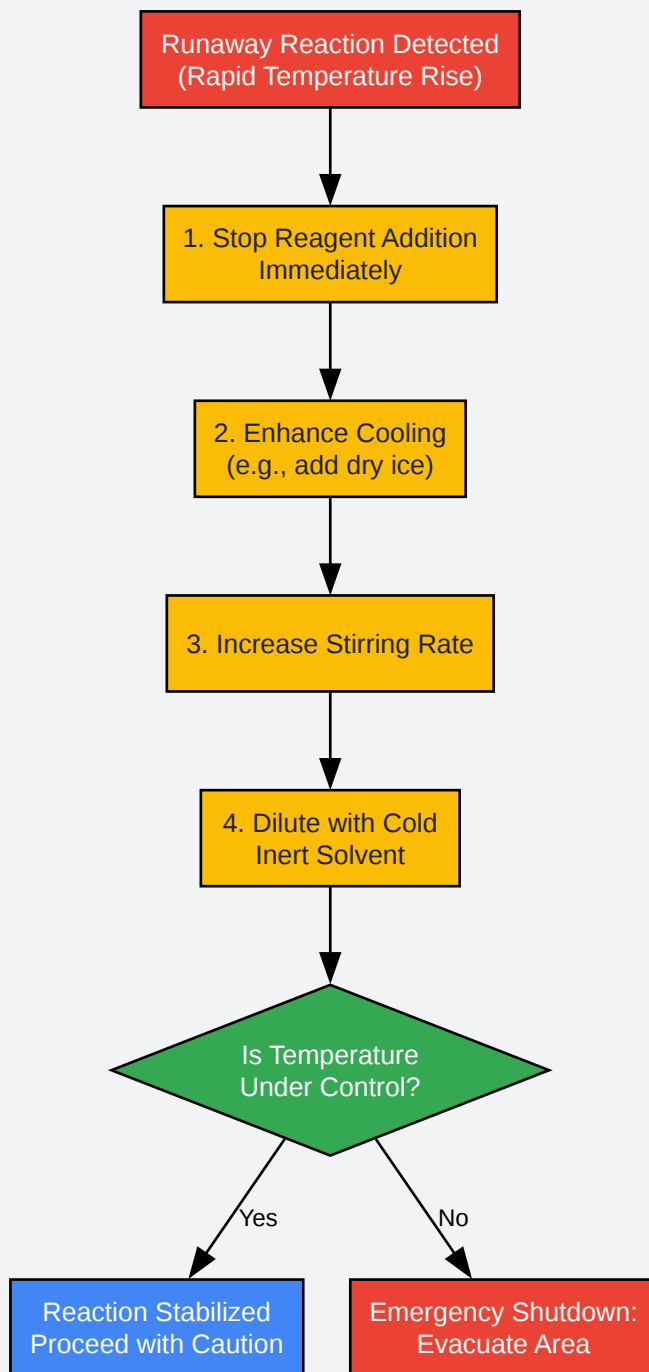 Runaway Reaction Detected
(Rapid Temperature Rise)
1. Stop Reagent Addition
Immediately
2. Enhance Cooling
(e.g., add dry ice)
3. Increase Stirring Rate
4. Dilute with Cold
Inert Solvent
Is Temperature
Under Control?
Yes
No
Reaction Stabilized
Proceed with Caution
Emergency Shutdown:
Evacuate Area